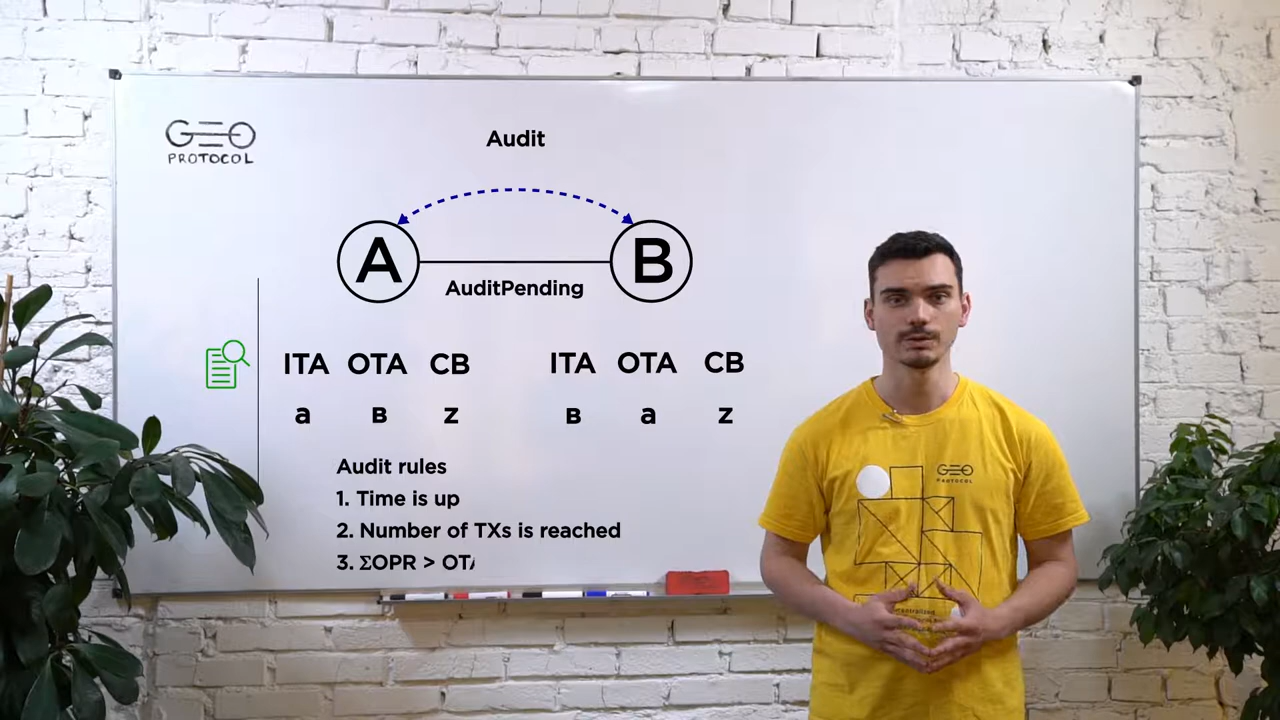 GEO
PROTOCOL
Audit
A B
AuditPending
ITA OTA CB ITA OTA CB
a в z в a z
Audit rules
1. Time is up
2. Number of TXs is reached
3. ΣOPR > OT
GEO
PROTOCOL